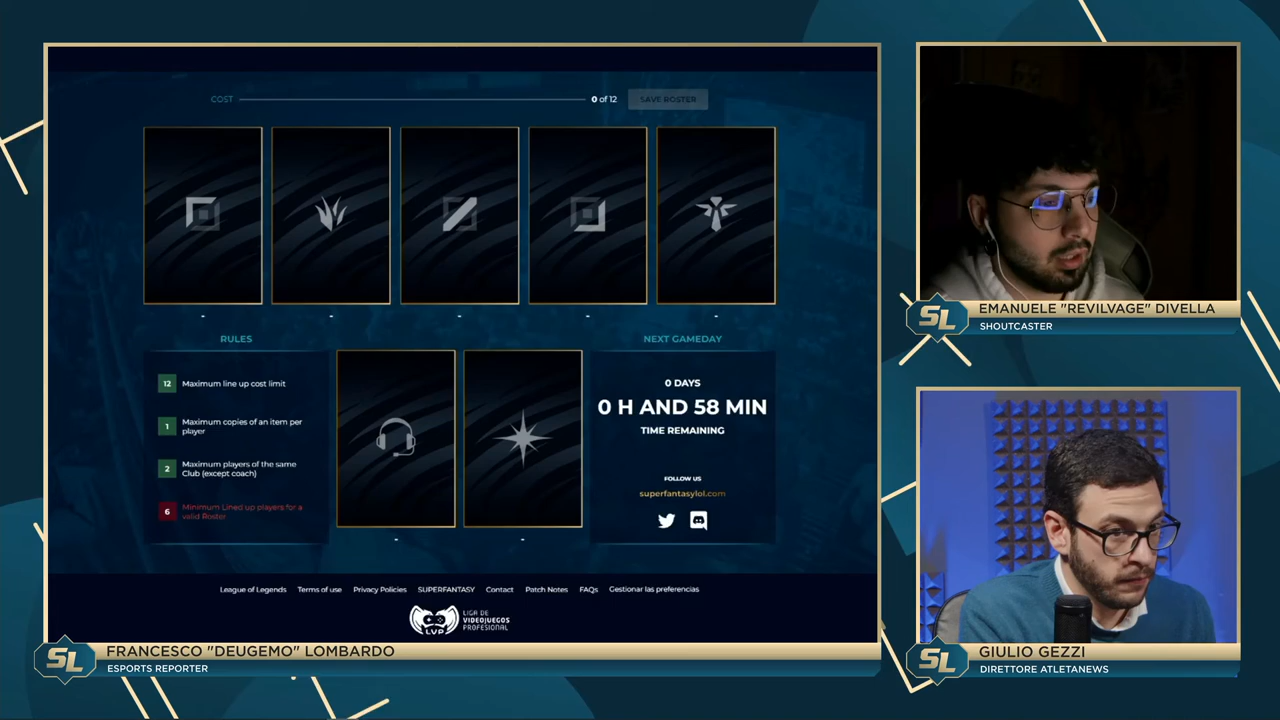 COST
0 of 12
SAVE ROSTER
-
-
-
-
-
RULES
12
Maximum line up cost limit
1
Maximum copies of an item per
player
2
Maximum players of the same
Club (except coach)
6
Minimum Lined up players for a
valid Roster
-
-
NEXT GAMEDAY
0 DAYS
0 H AND 58 MIN
TIME REMAINING
FOLLOW US
superfantasylol.com
League of Legends
Terms of use
Privacy Policies
SUPERFANTASY
Contact
Patch Notes
FAQs
Gestionar las preferencias
LVP
LIGA DE
VIDEOJUEGOS
PROFESIONAL
SL
FRANCESCO "DEUGEMO" LOMBARDO
ESPORTS REPORTER
SL
EMANUELE "REVILVAGE" DIVELLA
SHOUTCASTER
SL
GIULIO GEZZI
DIRETTORE ATLETANEWS